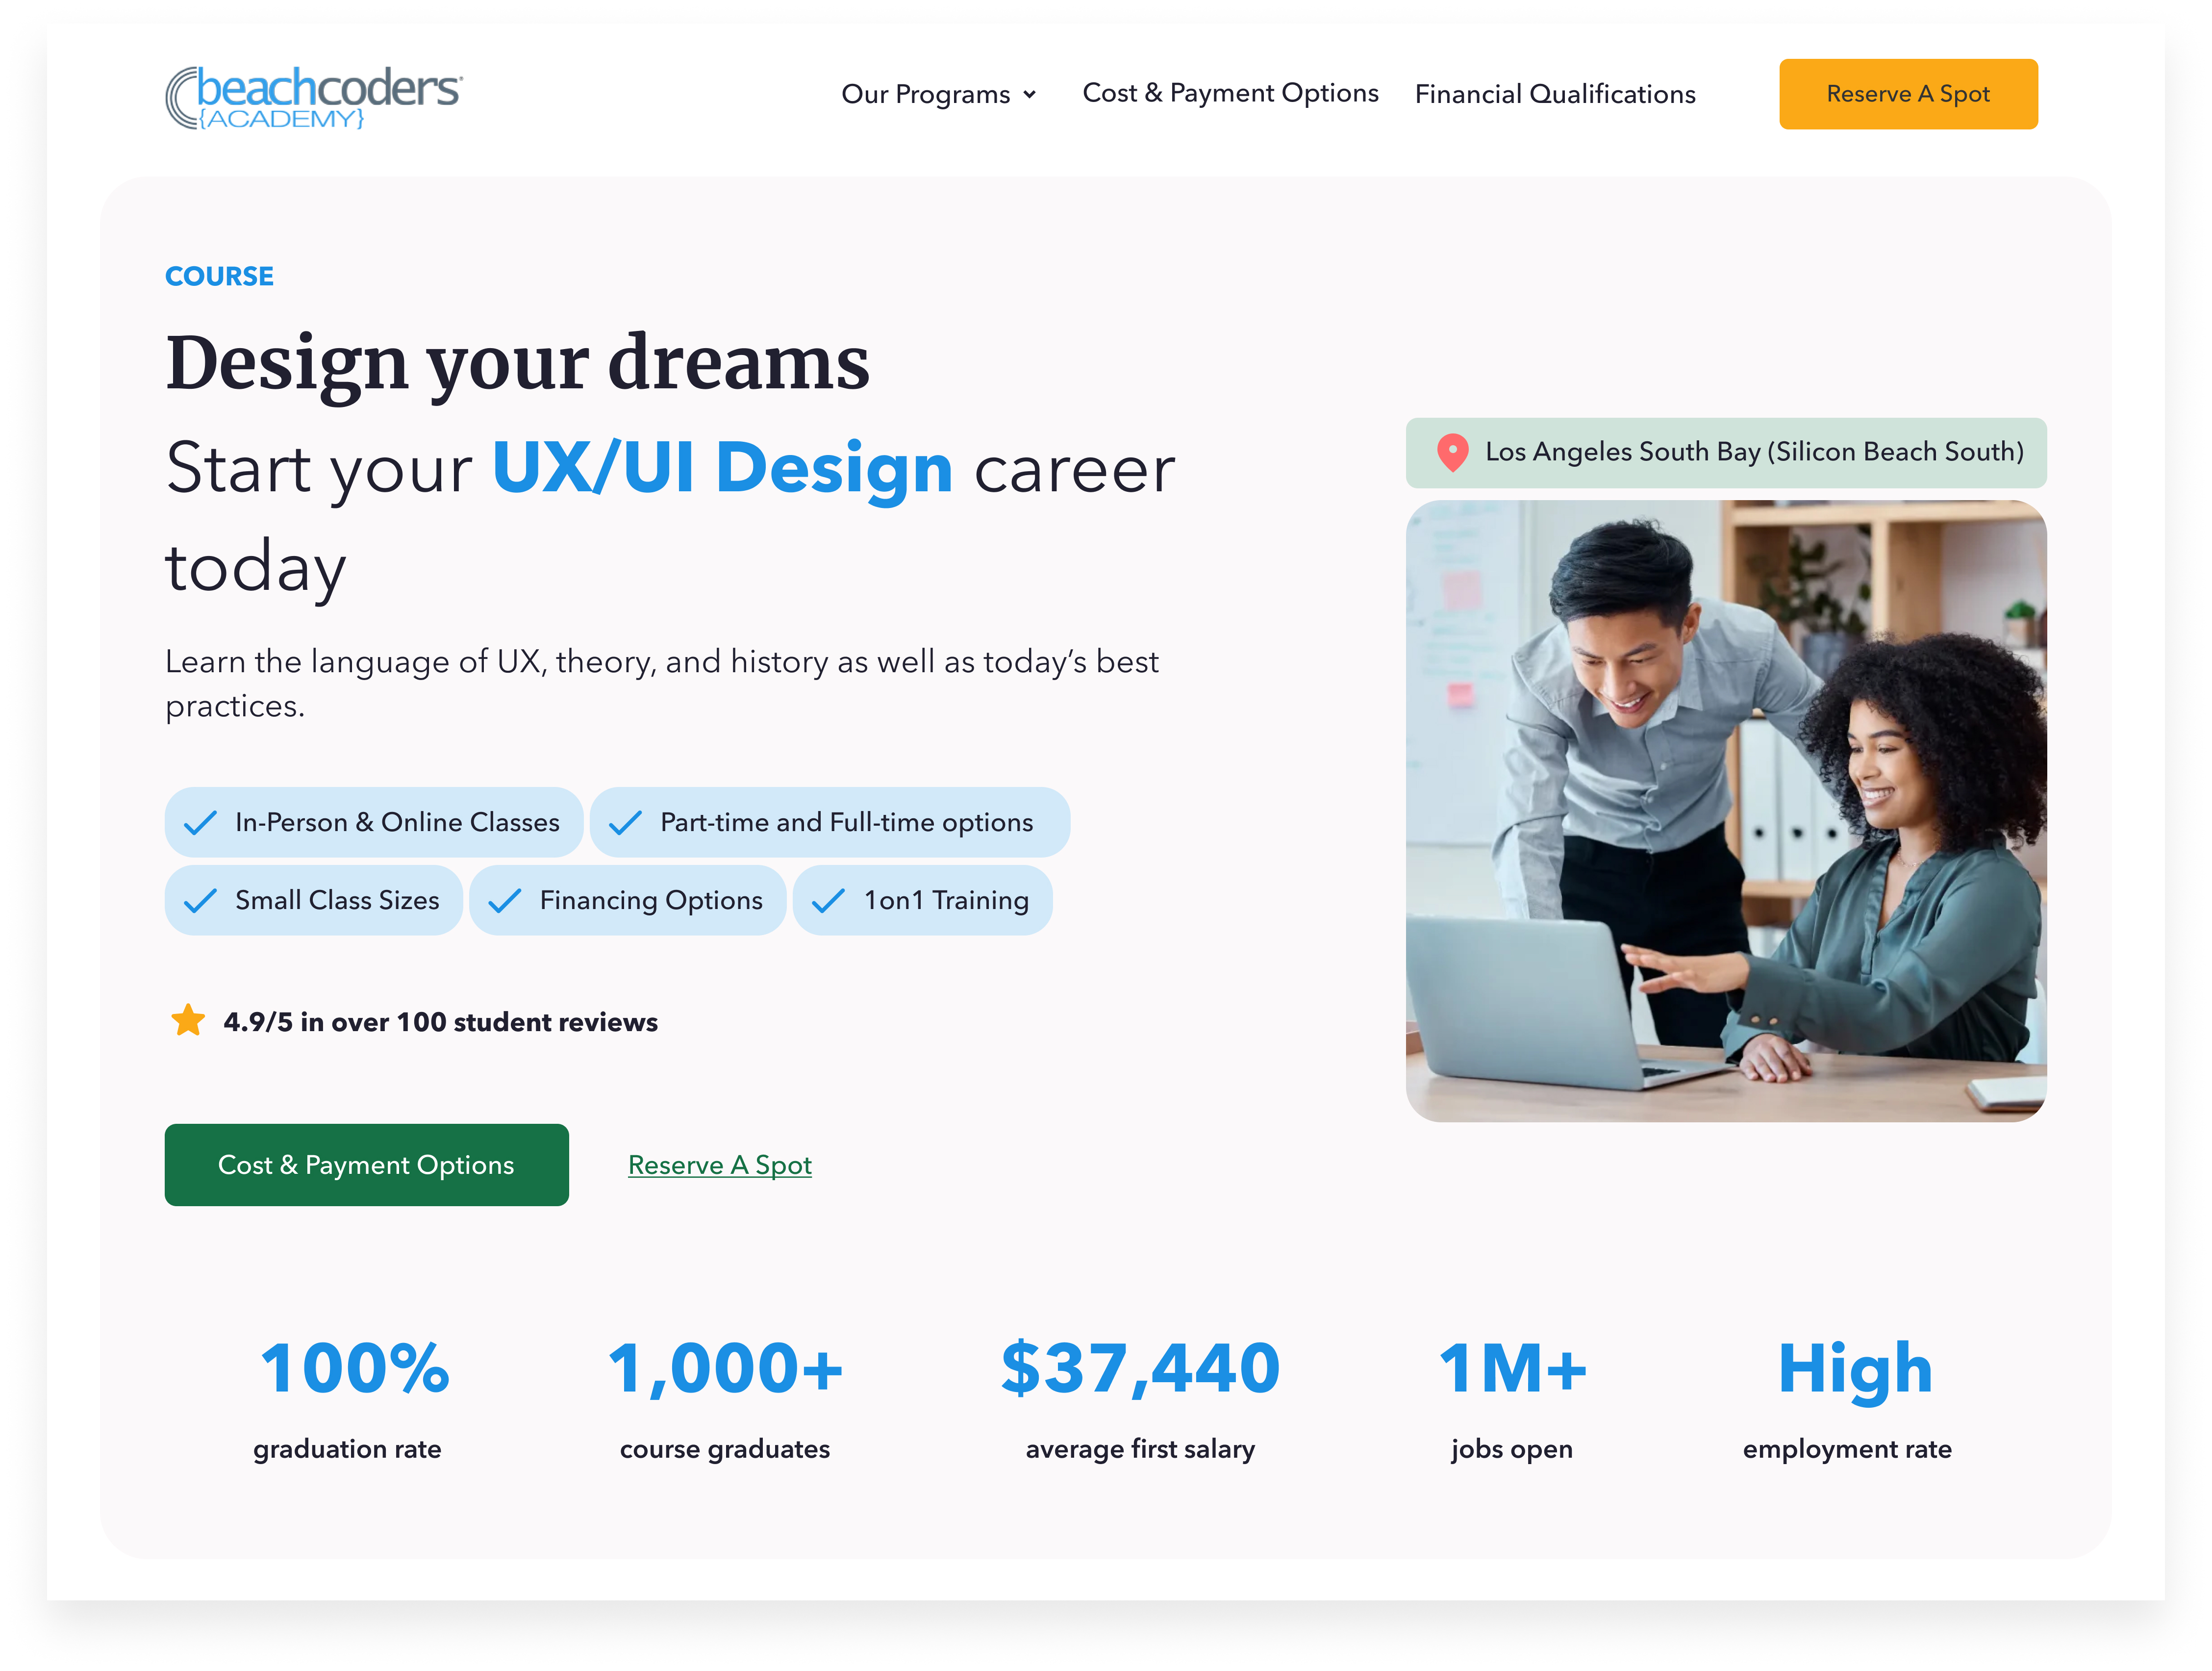 beachcoders®
{ACADEMY}
Our Programs
Cost & Payment Options
Financial Qualifications
Reserve A Spot
COURSE
Design your dreams
Start your UX/UI Design career
today
Learn the language of UX, theory, and history as well as today’s best
practices.
In-Person & Online Classes
Part-time and Full-time options
Small Class Sizes
Financing Options
1on1 Training
4.9/5 in over 100 student reviews
Cost & Payment Options
Reserve A Spot
Los Angeles South Bay (Silicon Beach South)
100%
graduation rate
1,000+
course graduates
$37,440
average first salary
1M+
jobs open
High
employment rate